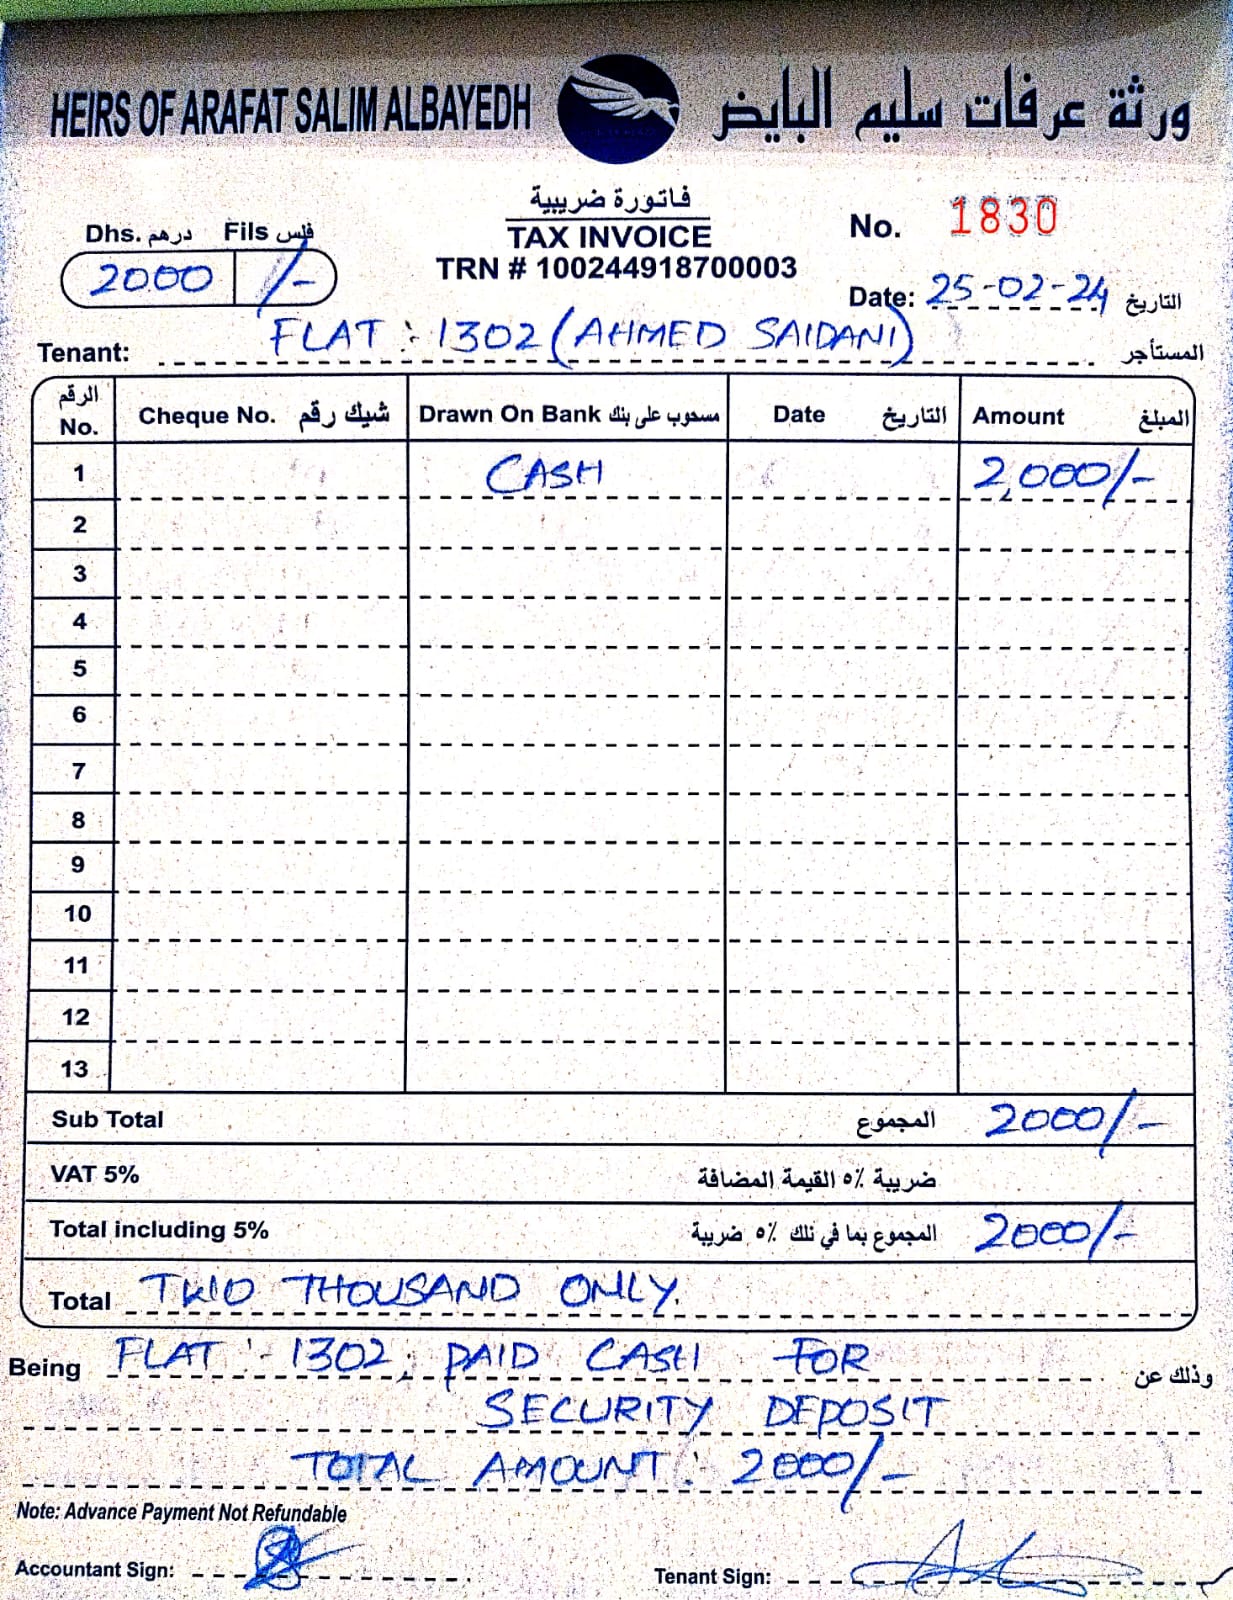 HEIRS OF ARAFAT SALIM ALBAYEDH ورثة عرفات سليم البايض
فاتورة ضريبية
TAX INVOICE
TRN # 100244918700003
Dhs. درهم Fils فلس
2000 /-
No. 1830
Date: 25-02-24 التاريخ
Tenant: FLAT :- 1302 (AHMED SAIDANI) المستأجر
الرقم No. Cheque No. شيك رقم Drawn On Bank مسحوب على بنك Date التاريخ Amount المبلغ
1 CASH 2,000/-
2
3
4
5
6
7
8
9
10
11
12
13
Sub Total المجموع 2000/-
VAT 5% ضريبة ٥٪ القيمة المضافة
Total including 5% المجموع بما في ذلك ٥٪ ضريبة 2000/-
Total TWO THOUSAND ONLY.
Being FLAT :- 1302, PAID CASH FOR وذلك عن
SECURITY DEPOSIT
TOTAL AMOUNT: 2000/-
Note: Advance Payment Not Refundable
Accountant Sign: Tenant Sign: